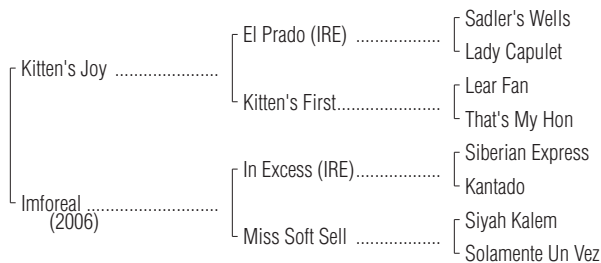 Sadler's Wells
El Prado (IRE) ...................
Lady Capulet
Kitten's Joy .......................
Lear Fan
Kitten's First.......................
That's My Hon
Siberian Express
In Excess (IRE)...................
Kantado
Imforeal .............................
(2006)
Siyah Kalem
Miss Soft Sell ...................
Solamente Un Vez